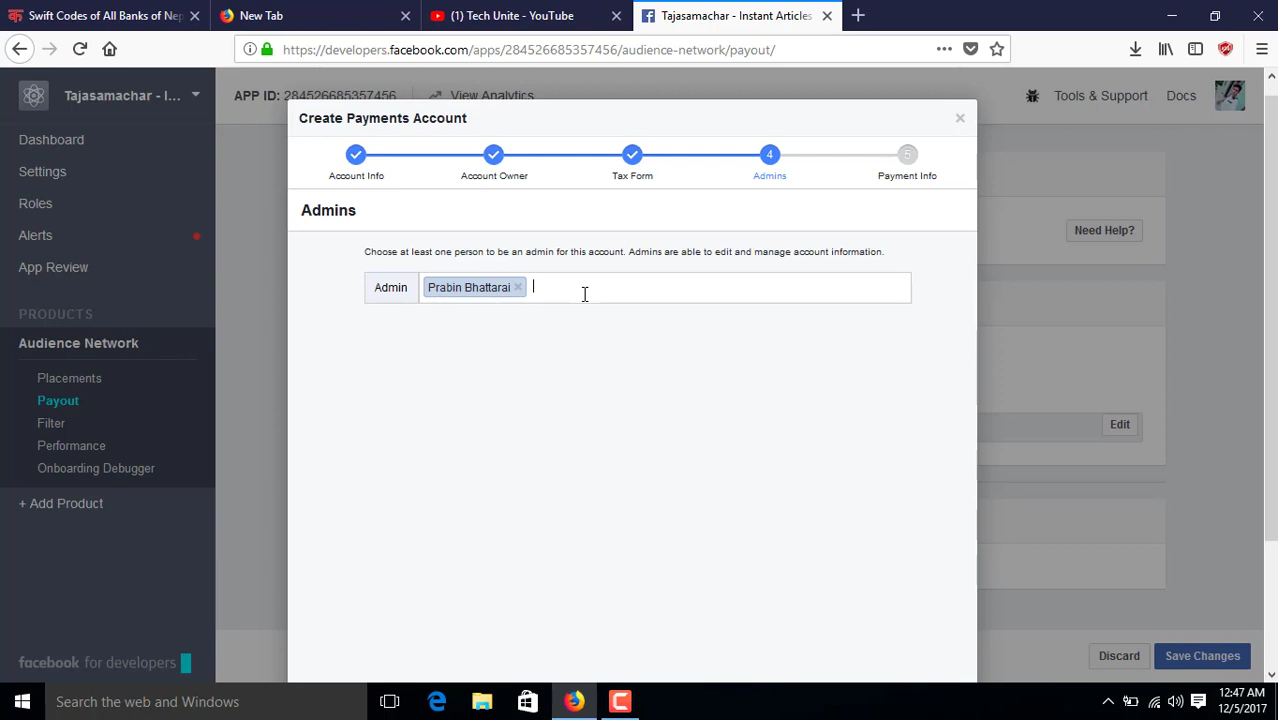 Swift Codes of All Banks of Nep
New Tab
(1) Tech Unite - YouTube
Tajasamachar - Instant Articles
https://developers.facebook.com/apps/284526685357456/audience-network/payout/
Tajasamachar - I...
APP ID: 284526685357456
View Analytics
Tools & Support
Docs
Dashboard
Settings
Roles
Alerts
App Review
PRODUCTS
Audience Network
Placements
Payout
Filter
Performance
Onboarding Debugger
+ Add Product
facebook for developers
Create Payments Account
4
5
Account Info
Account Owner
Tax Form
Admins
Payment Info
Admins
Choose at least one person to be an admin for this account. Admins are able to edit and manage account information.
Admin
Prabin Bhattarai
Need Help?
Edit
Discard
Save Changes
Search the web and Windows
12:47 AM
12/5/2017